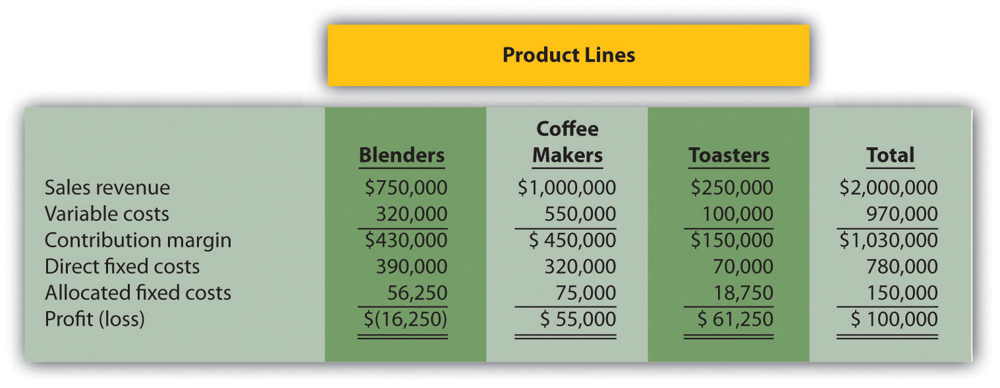 Product Lines
Coffee
Blenders Makers Toasters Total
Sales revenue $750,000 $1,000,000 $250,000 $2,000,000
Variable costs 320,000 550,000 100,000 970,000
Contribution margin $430,000 $ 450,000 $150,000 $1,030,000
Direct fixed costs 390,000 320,000 70,000 780,000
Allocated fixed costs 56,250 75,000 18,750 150,000
Profit (loss) $(16,250) $ 55,000 $ 61,250 $ 100,000